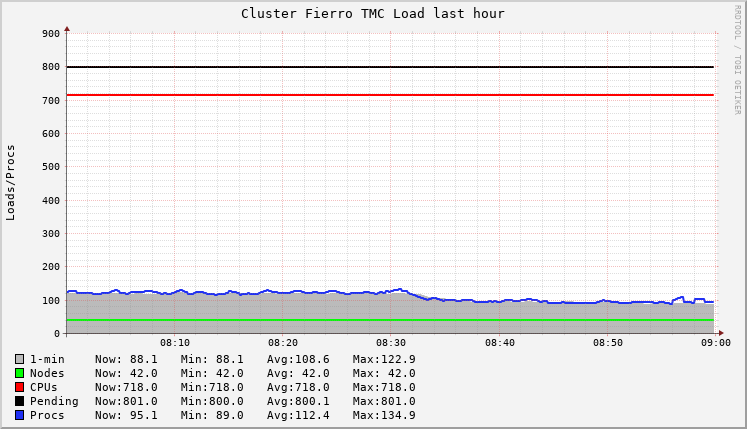 Cluster Fierro TMC Load last hour
RRDTOOL / TOBI OETIKER
Loads/Procs
900
800
700
600
500
400
300
200
100
0
08:10 08:20 08:30 08:40 08:50 09:00
1-min Now: 88.1 Min: 88.1 Avg:108.6 Max:122.9
Nodes Now: 42.0 Min: 42.0 Avg: 42.0 Max: 42.0
CPUs Now:718.0 Min:718.0 Avg:718.0 Max:718.0
Pending Now:801.0 Min:800.0 Avg:800.1 Max:801.0
Procs Now: 95.1 Min: 89.0 Avg:112.4 Max:134.9